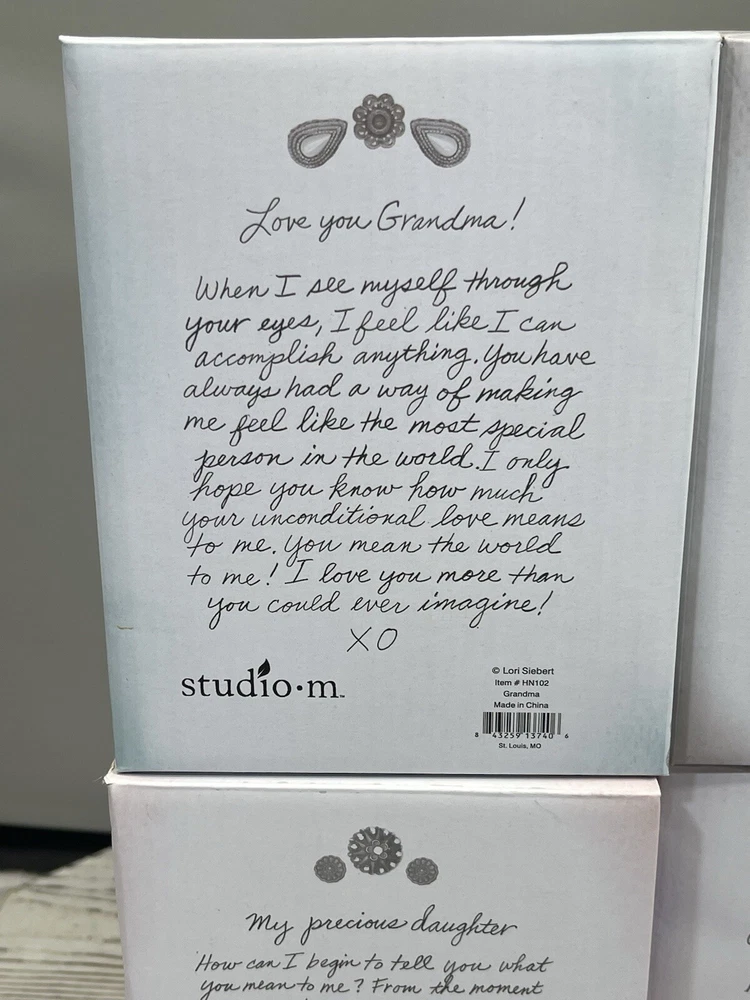 Love you Grandma!
When I see myself through
your eyes, I feel like I can
accomplish anything. You have
always had a way of making
me feel like the most special
person in the world. I only
hope you know how much
your unconditional love means
to me. You mean the world
to me! I love you more than
you could ever imagine!
XO
studio·m™
© Lori Siebert
Item # HN102
Grandma
Made in China
8 43259 13740 6
St. Louis, MO
My precious daughter
How can I begin to tell you what
you mean to me? From the moment